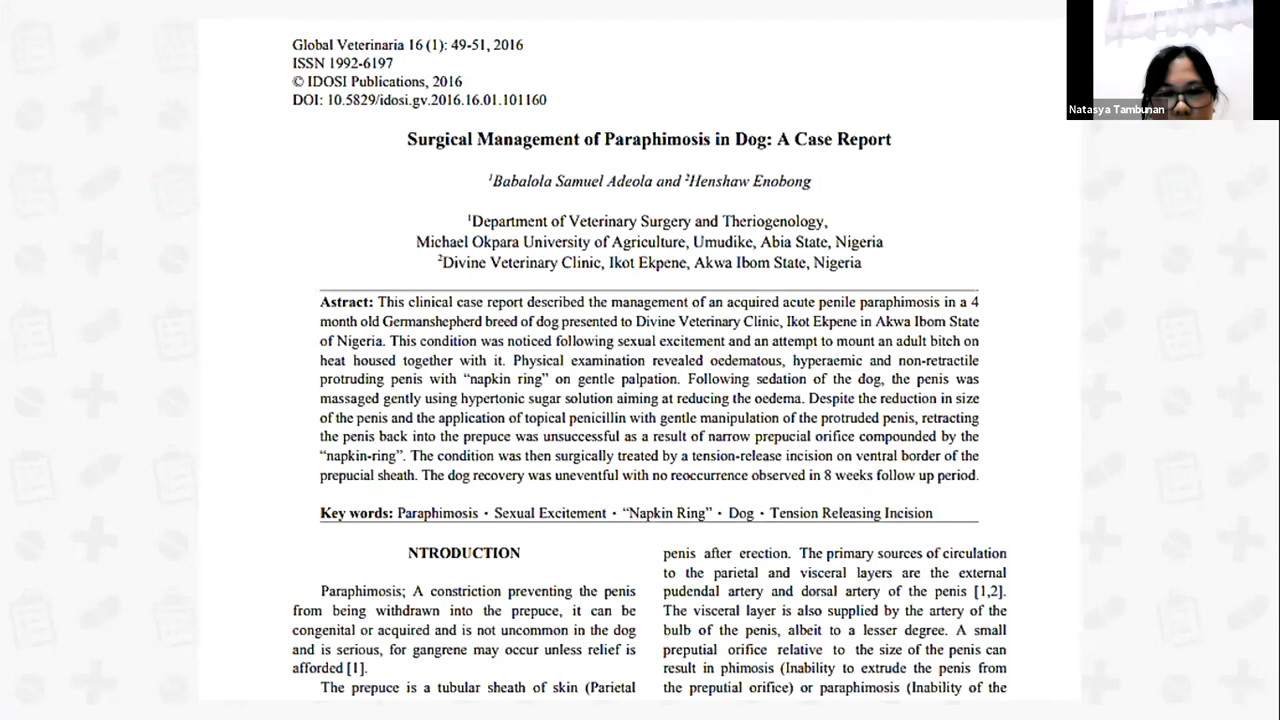 Global Veterinaria 16 (1): 49-51, 2016
ISSN 1992-6197
© IDOSI Publications, 2016
DOI: 10.5829/idosi.gv.2016.16.01.101160
Natasya Tambunan
Surgical Management of Paraphimosis in Dog: A Case Report
¹Babalola Samuel Adeola and ²Henshaw Enobong
¹Department of Veterinary Surgery and Theriogenology,
Michael Okpara University of Agriculture, Umudike, Abia State, Nigeria
²Divine Veterinary Clinic, Ikot Ekpene, Akwa Ibom State, Nigeria
Astract: This clinical case report described the management of an acquired acute penile paraphimosis in a 4
month old Germanshepherd breed of dog presented to Divine Veterinary Clinic, Ikot Ekpene in Akwa Ibom State
of Nigeria. This condition was noticed following sexual excitement and an attempt to mount an adult bitch on
heat housed together with it. Physical examination revealed oedematous, hyperaemic and non-retractile
protruding penis with “napkin ring” on gentle palpation. Following sedation of the dog, the penis was
massaged gently using hypertonic sugar solution aiming at reducing the oedema. Despite the reduction in size
of the penis and the application of topical penicillin with gentle manipulation of the protruded penis, retracting
the penis back into the prepuce was unsuccessful as a result of narrow prepucial orifice compounded by the
“napkin-ring”. The condition was then surgically treated by a tension-release incision on ventral border of the
prepucial sheath. The dog recovery was uneventful with no reoccurrence observed in 8 weeks follow up period.
Key words: Paraphimosis · Sexual Excitement · “Napkin Ring” · Dog · Tension Releasing Incision
NTRODUCTION
Paraphimosis; A constriction preventing the penis
from being withdrawn into the prepuce, it can be
congenital or acquired and is not uncommon in the dog
and is serious, for gangrene may occur unless relief is
afforded [1].
The prepuce is a tubular sheath of skin (Parietal
penis after erection. The primary sources of circulation
to the parietal and visceral layers are the external
pudendal artery and dorsal artery of the penis [1,2].
The visceral layer is also supplied by the artery of the
bulb of the penis, albeit to a lesser degree. A small
preputial orifice relative to the size of the penis can
result in phimosis (Inability to extrude the penis from
the preputial orifice) or paraphimosis (Inability of the